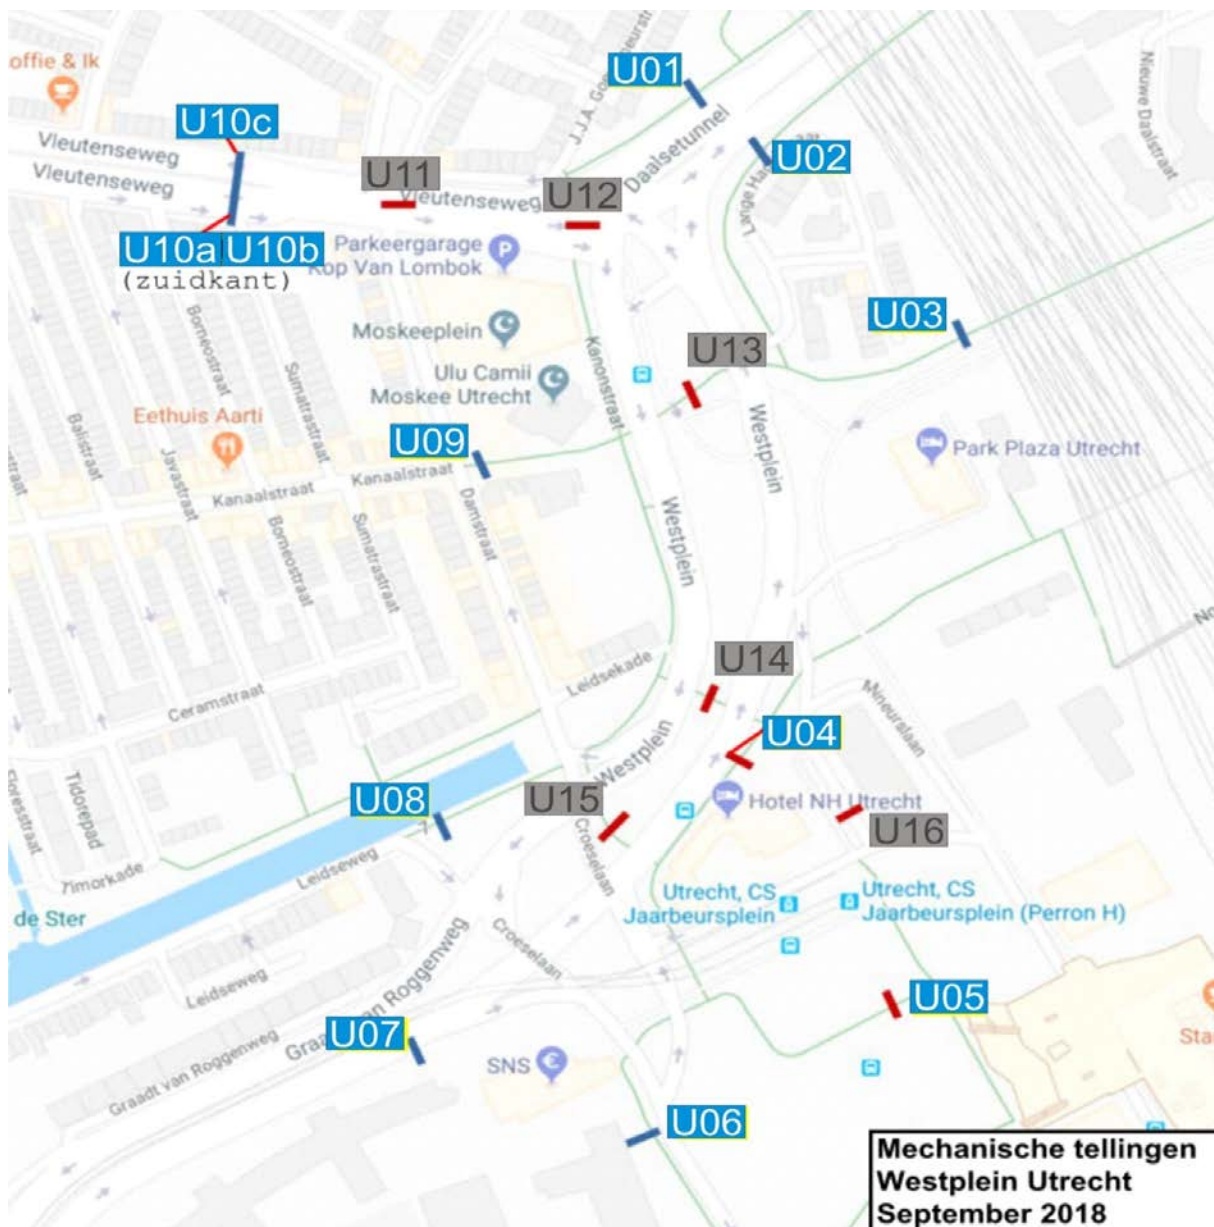 offie & Ik
U01
J.J.A. Go
Nieuwe Daalstraat
U10c
Vleutenseweg
Vleutenseweg
U02
Daalsetunnel
U11
Vleutenseweg
U12
U10a U10b
(zuidkant)
Parkeergarage
Kop Van Lombok
P
U03
Borneostraat
Sumatrastraat
Moskeeplein
Kanonstraat
U13
Ulu Camii
Moskee Utrecht
Westplein
Eethuis Aarti
Balistraat
Javastraat
U09
Park Plaza Utrecht
Kanaalstraat
Kanaalstraat
Damstraat
Westplein
Borneostraat
Sumatrastraat
No
U14
Leidsekade
Ceramstraat
Mineurslaan
U04
Westplein
Floresstraat
Tidorepad
U08
U15
Hotel NH Utrecht
U16
Croeselaan
Timorkade
Leidseweg
de Ster
Utrecht, CS
Jaarbeursplein
Utrecht, CS
Jaarbeursplein (Perron H)
Croeselaan
Leidseweg
Graadt van Roggenweg
U05
U07
SNS
€
Sta
Graadt van Roggenweg
U06
Mechanische tellingen
Westplein Utrecht
September 2018